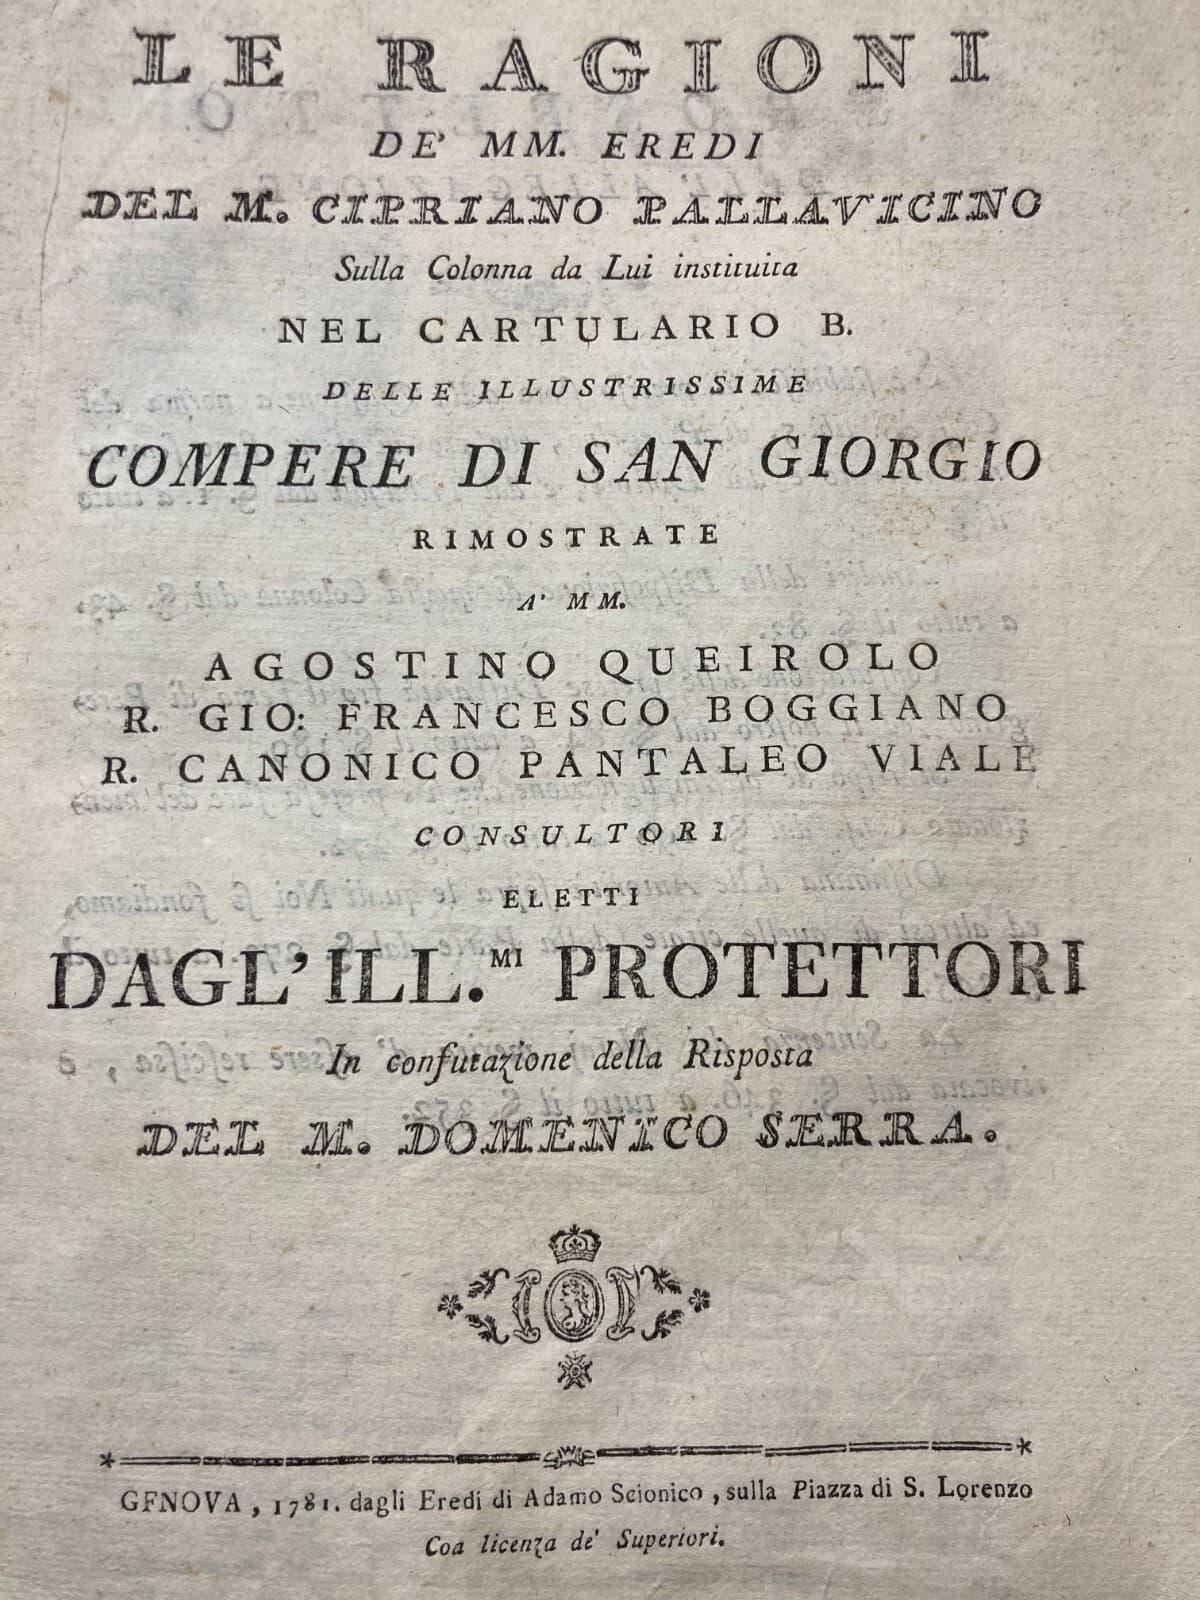 LE RAGIONI
DE' MM. EREDI
DEL M. CIPRIANO PALLAVICINO
Sulla Colonna da Lui instituita
NEL CARTULARIO B.
DELLE ILLUSTRISSIME
COMPERE DI SAN GIORGIO
RIMOSTRATE
A' MM.
AGOSTINO QUEIROLO
R. GIO: FRANCESCO BOGGIANO
R. CANONICO PANTALEO VIALE
CONSULTORI
ELETTI
DAGL'ILL.MI PROTETTORI
In confutazione della Risposta
DEL M. DOMENICO SERRA.
GENOVA, 1781. dagli Eredi di Adamo Scionico, sulla Piazza di S. Lorenzo
Coa licenza de' Superiori.